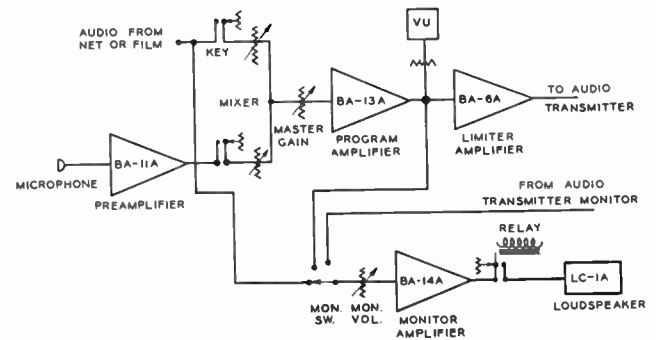 VU
AUDIO FROM
NET OR FILM
KEY
MIXER
MASTER
GAIN
BA-13A
PROGRAM
AMPLIFIER
BA-6A
LIMITER
AMPLIFIER
TO AUDIO
TRANSMITTER
MICROPHONE
BA-11A
PREAMPLIFIER
FROM AUDIO
TRANSMITTER MONITOR
RELAY
MON. MON.
SW. VOL.
BA-14A
MONITOR
AMPLIFIER
LC-1A
LOUDSPEAKER